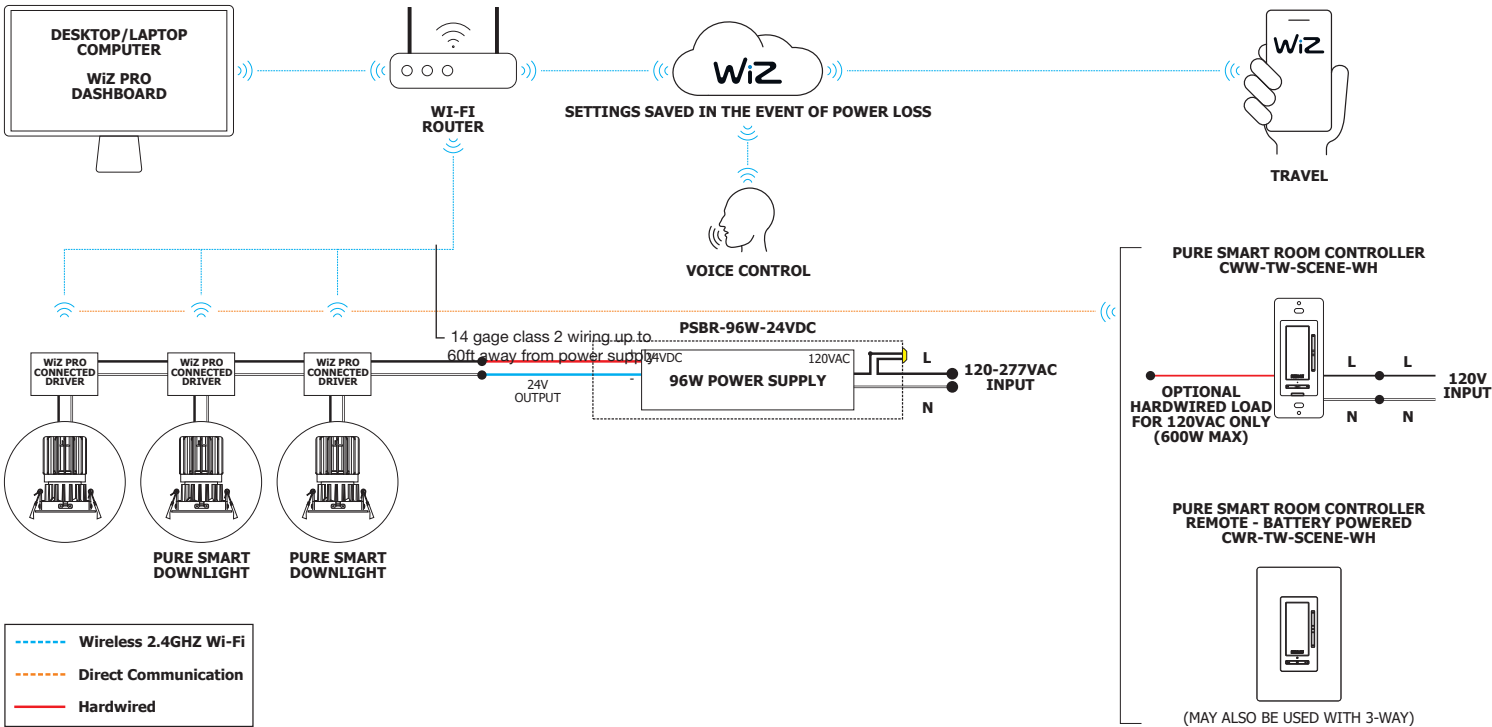 DESKTOP/LAPTOP
COMPUTER
WiZ PRO
DASHBOARD
WI-FI
ROUTER
WiZ
SETTINGS SAVED IN THE EVENT OF POWER LOSS
WiZ
TRAVEL
VOICE CONTROL
14 gage class 2 wiring up to
60ft away from power supply
WiZ PRO
CONNECTED
DRIVER
WiZ PRO
CONNECTED
DRIVER
WiZ PRO
CONNECTED
DRIVER
24V
OUTPUT
PSBR-96W-24VDC
+ 24VDC
-
120VAC
96W POWER SUPPLY
L
N
120-277VAC
INPUT
PURE SMART
DOWNLIGHT
PURE SMART
DOWNLIGHT
PURE SMART ROOM CONTROLLER
CWW-TW-SCENE-WH
OPTIONAL
HARDWIRED LOAD
FOR 120VAC ONLY
(600W MAX)
L L
N N
120V
INPUT
PURE SMART ROOM CONTROLLER
REMOTE - BATTERY POWERED
CWR-TW-SCENE-WH
(MAY ALSO BE USED WITH 3-WAY)
Wireless 2.4GHZ Wi-Fi
Direct Communication
Hardwired